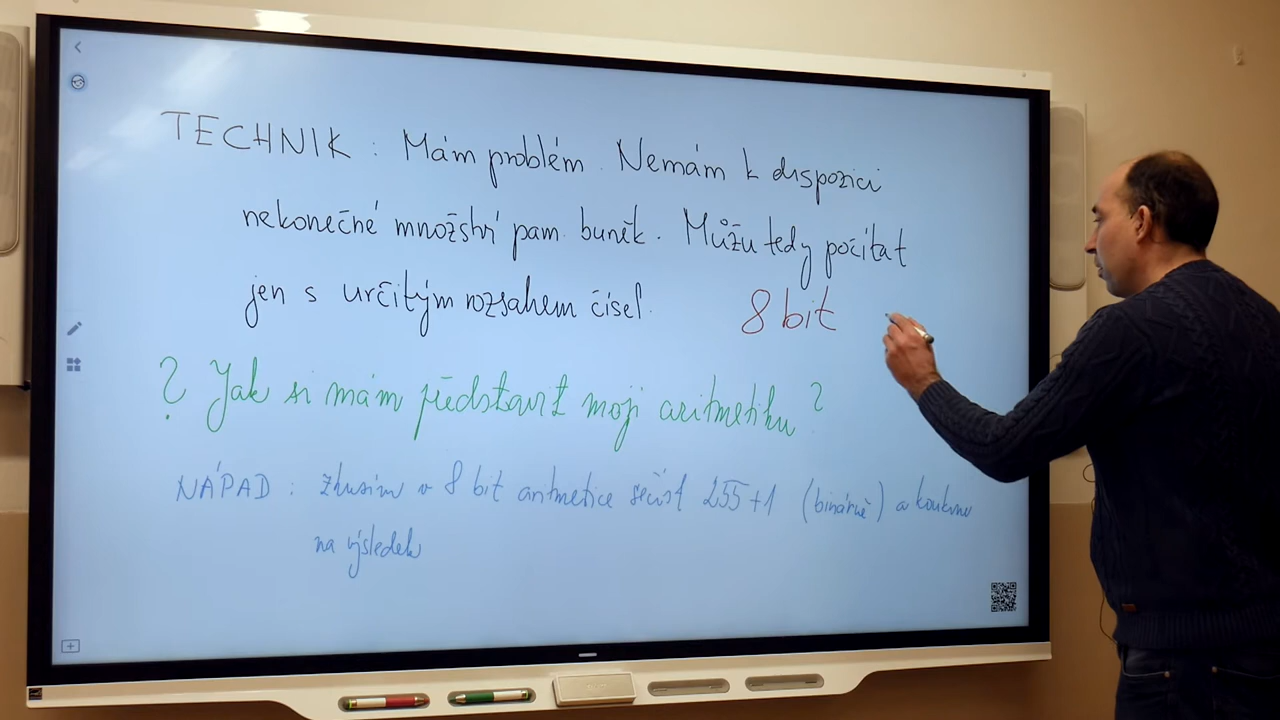 TECHNIK : Mám problém. Nemám k dispozici
nekonečné množství pam. buněk. Můžu tedy počítat
jen s určitým rozsahem čísel.
8 bit
? Jak si mám představit moji aritmetiku ?
NÁPAD : zkusím v 8 bit aritmetice sečíst 255+1 (binárně) a kouknu
na výsledek